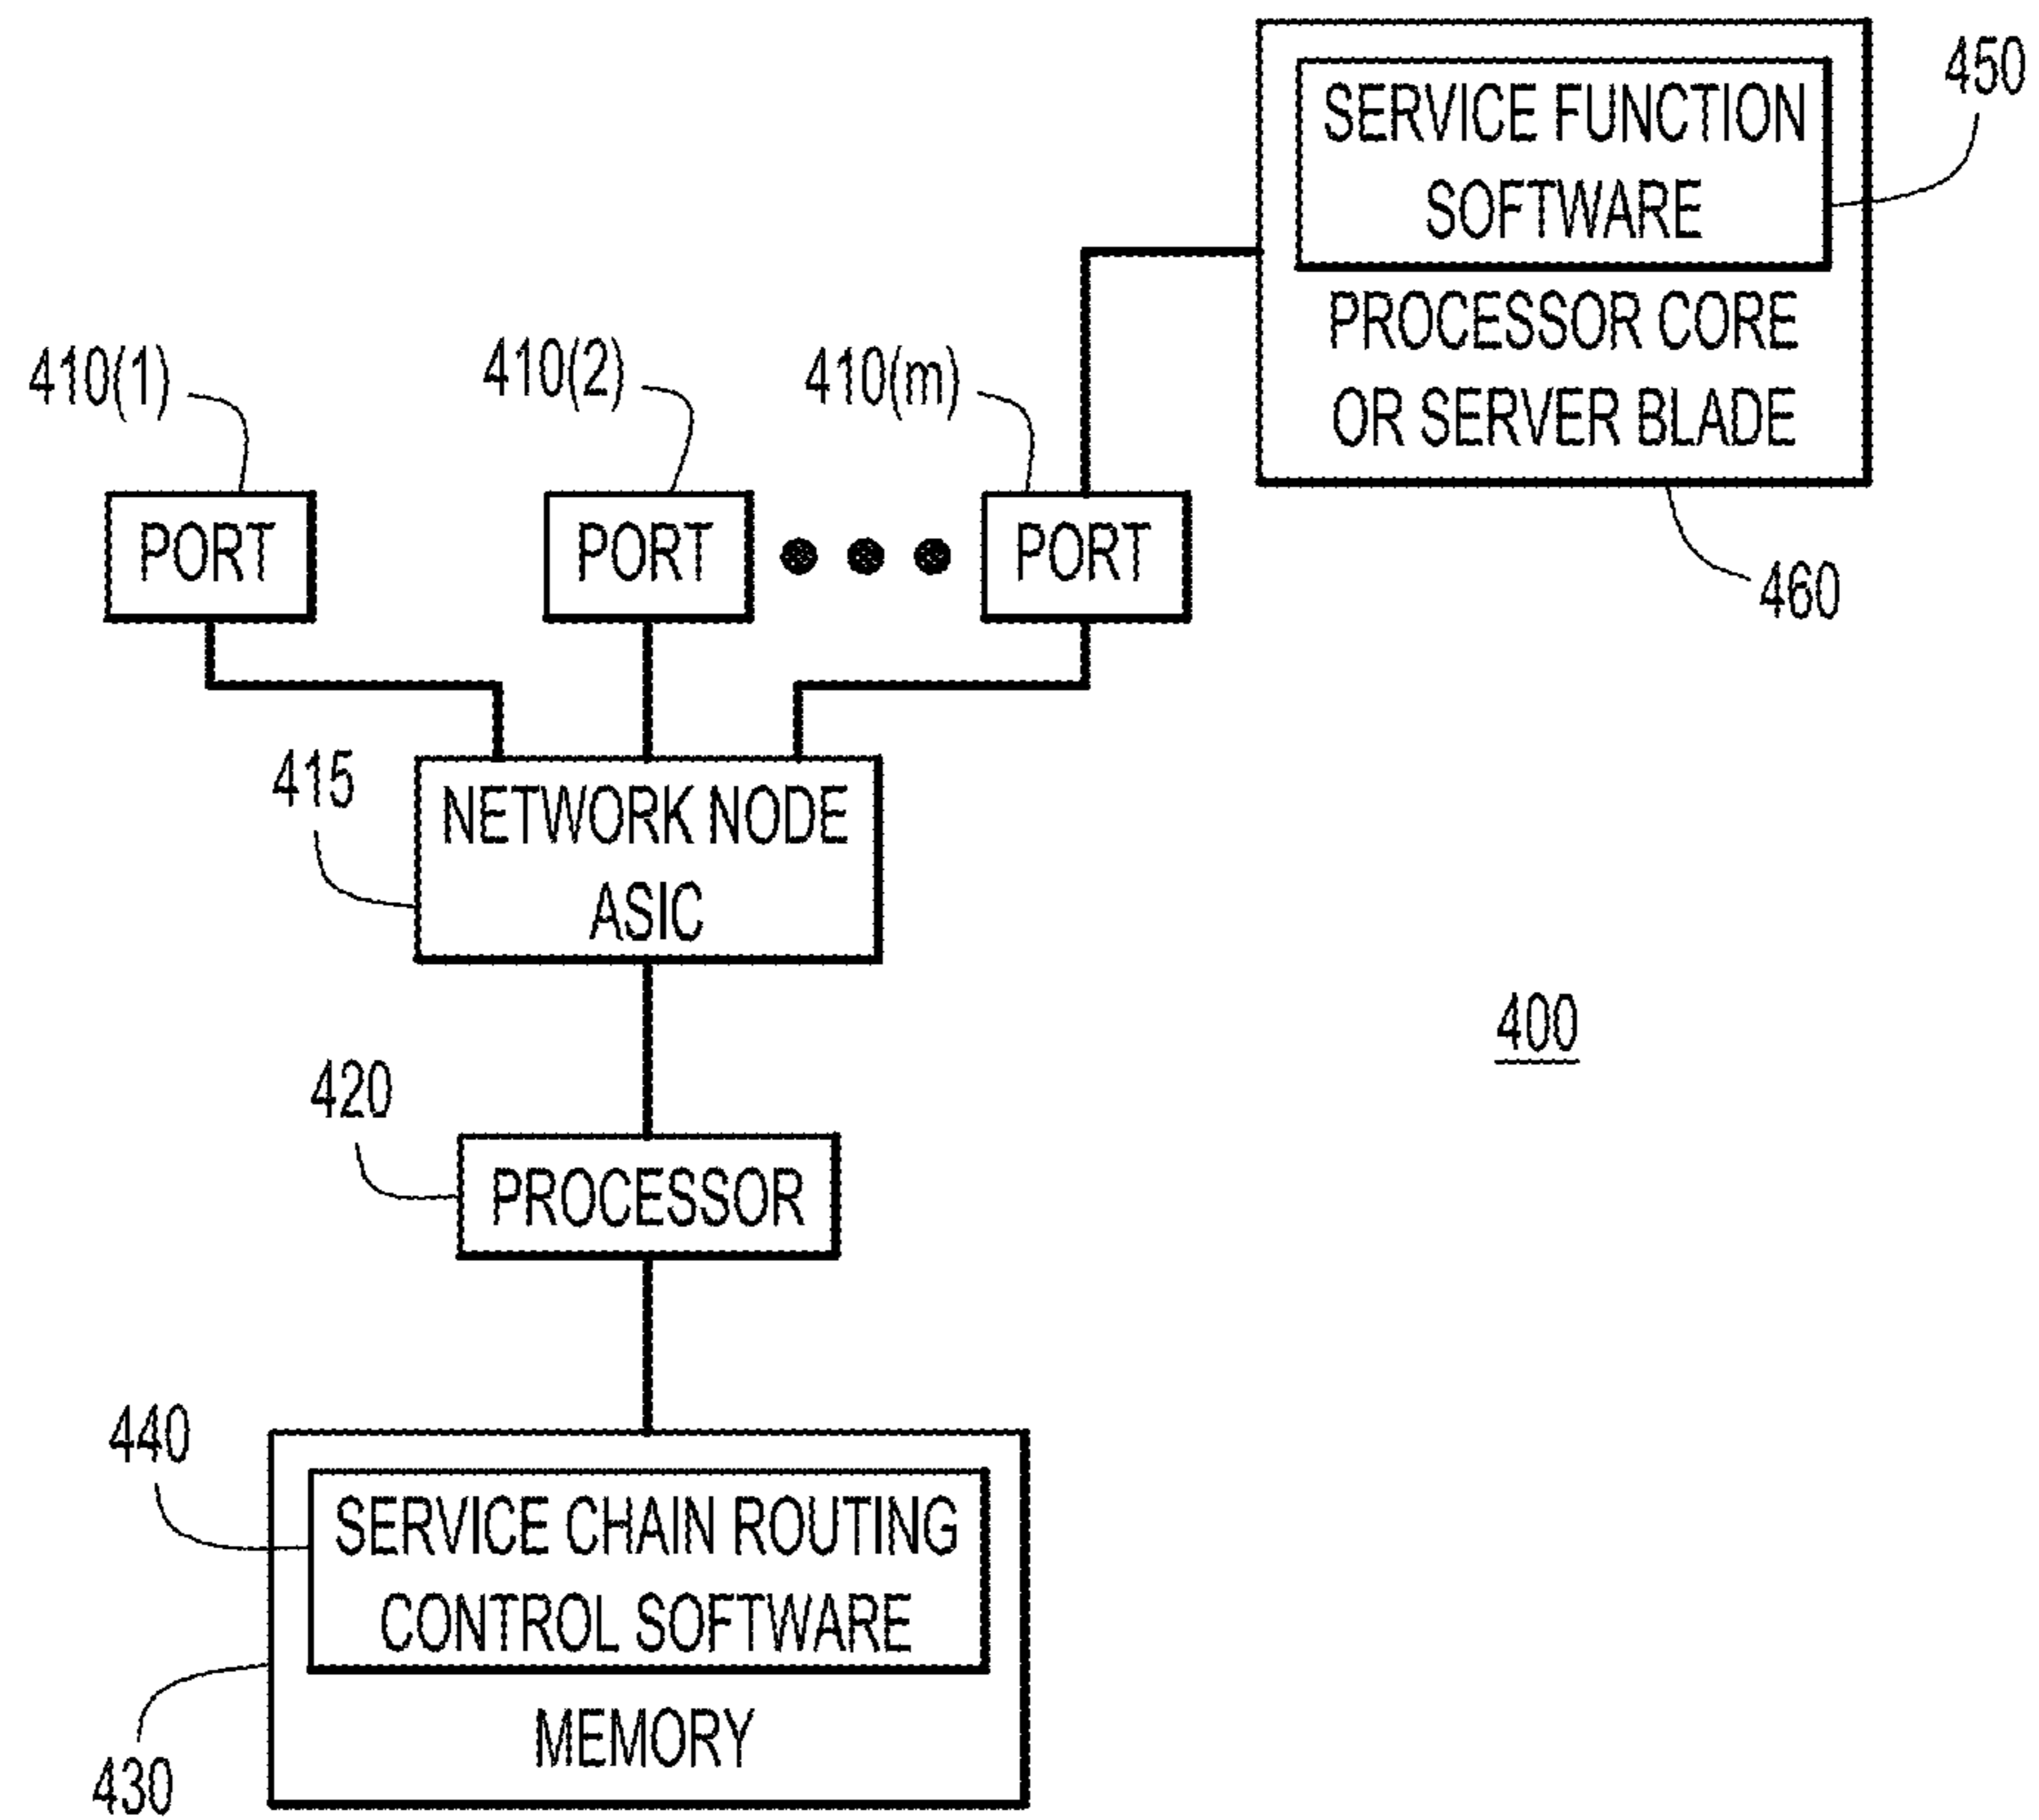 450
SERVICE FUNCTION
SOFTWARE
PROCESSOR CORE
OR SERVER BLADE
460
410(1)
410(2)
410(m)
PORT
PORT
PORT
415
NETWORK NODE
ASIC
400
420
PROCESSOR
440
SERVICE CHAIN ROUTING
CONTROL SOFTWARE
MEMORY
430